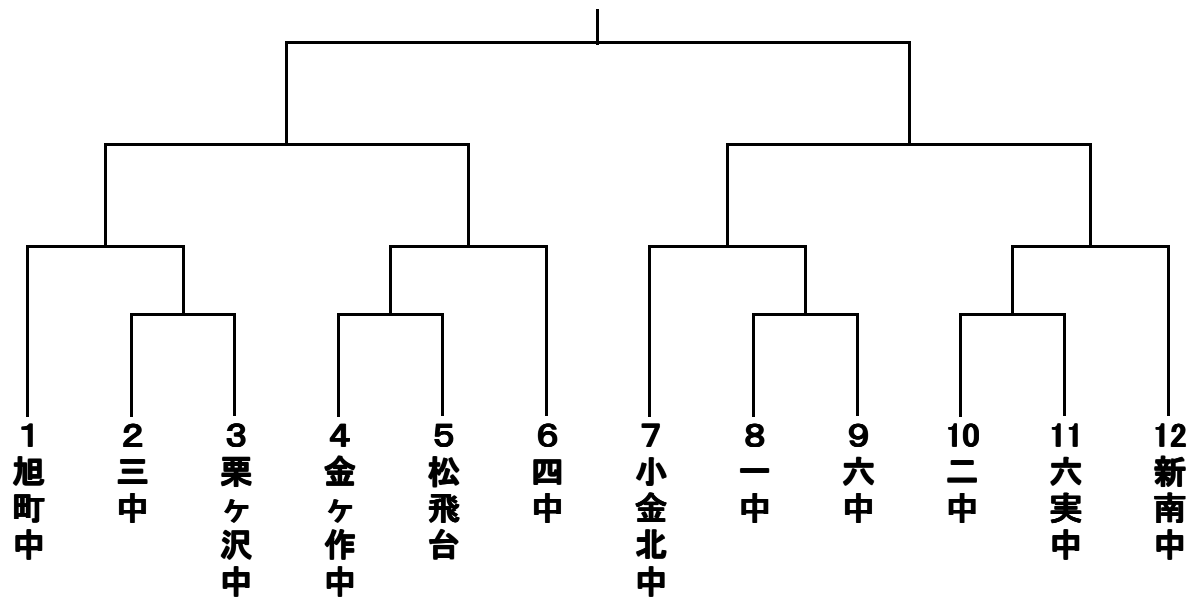 1 旭町中
2 三中
3 栗ヶ沢中
4 金ヶ作中
5 松飛台
6 四中
7 小金北中
8 一中
9 六中
10 二中
11 六実中
12 新南中